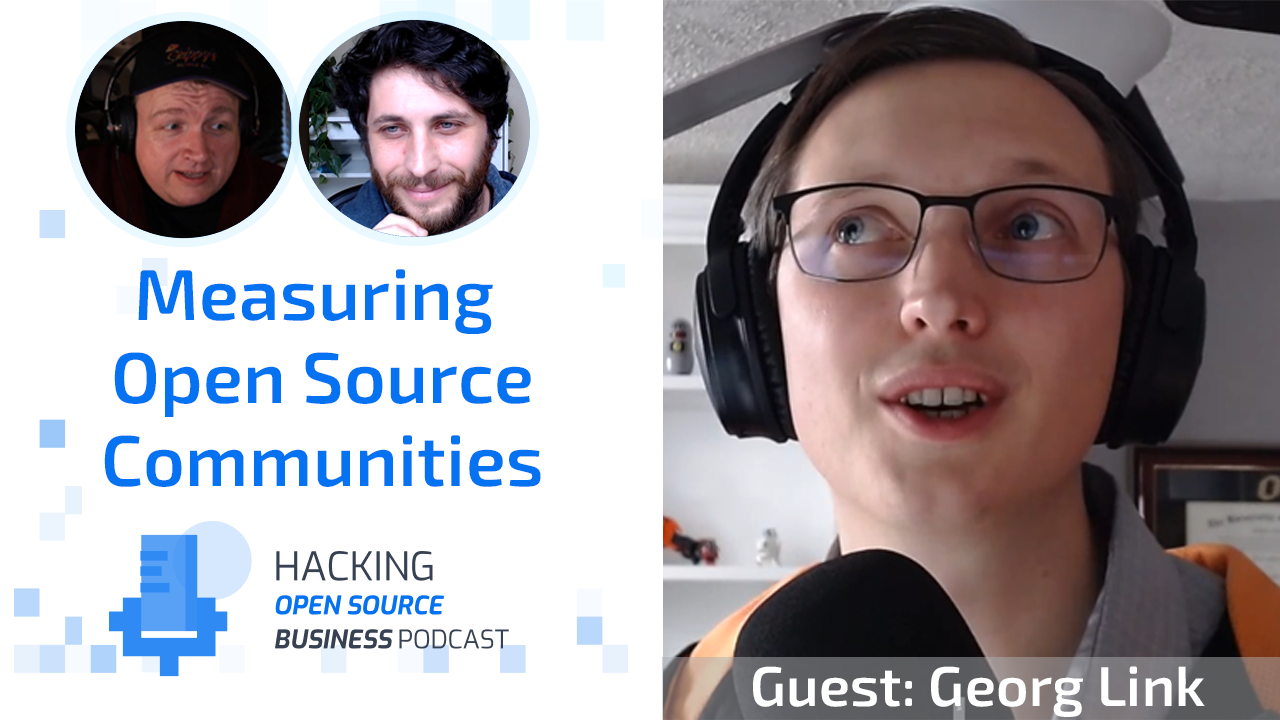 Measuring
Open Source
Communities
HACKING
OPEN SOURCE
BUSINESS PODCAST
Guest: Georg Link